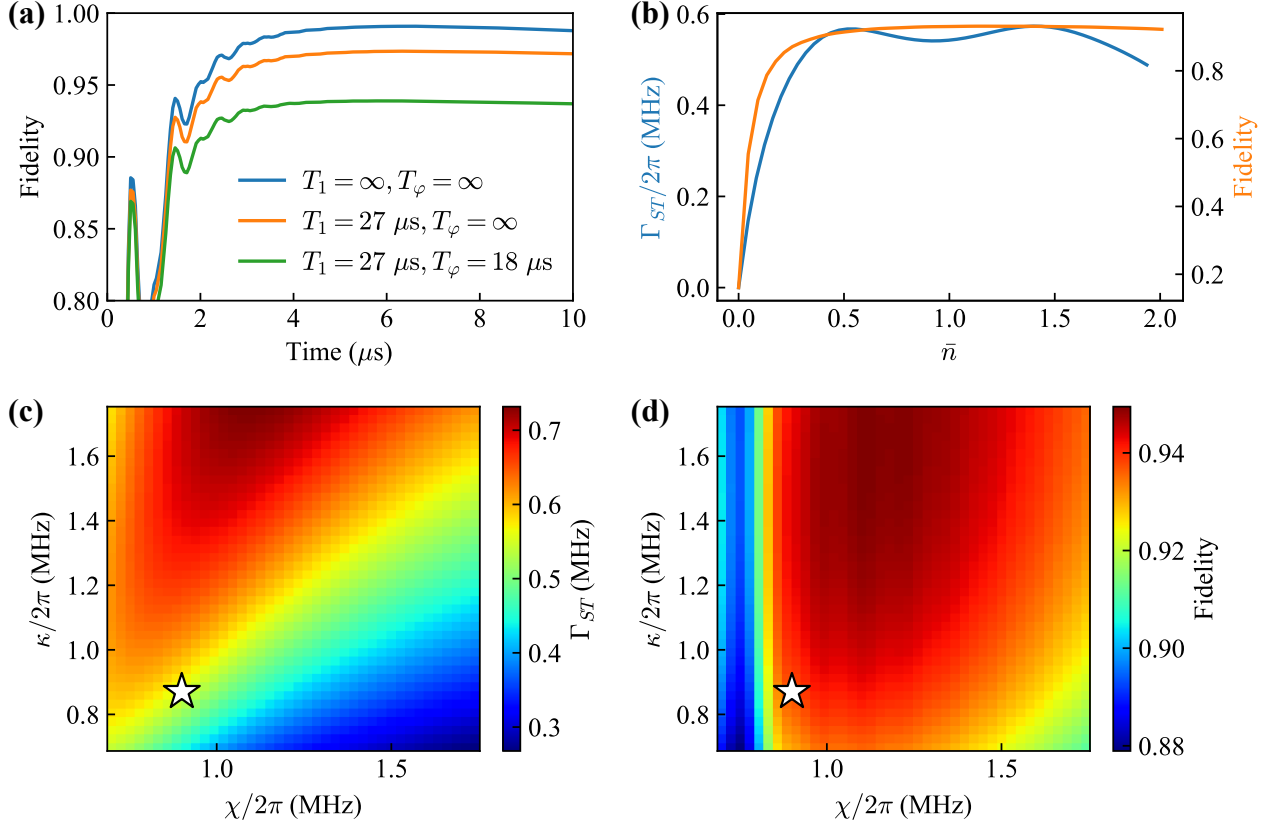 (a)
1.00
0.95
0.90
0.85
0.80
Fidelity
T₁ = ∞, Tφ = ∞
T₁ = 27 μs, Tφ = ∞
T₁ = 27 μs, Tφ = 18 μs
0 2 4 6 8 10
Time (μs)
(b)
0.6
0.4
0.2
0.0
Γ_ST/2π (MHz)
0.8
0.6
0.4
0.2
Fidelity
0.0 0.5 1.0 1.5 2.0
n̄
(c)
1.6
1.4
1.2
1.0
0.8
κ/2π (MHz)
1.0 1.5
χ/2π (MHz)
0.7
0.6
0.5
0.4
0.3
Γ_ST (MHz)
(d)
1.6
1.4
1.2
1.0
0.8
κ/2π (MHz)
1.0 1.5
χ/2π (MHz)
0.94
0.92
0.90
0.88
Fidelity